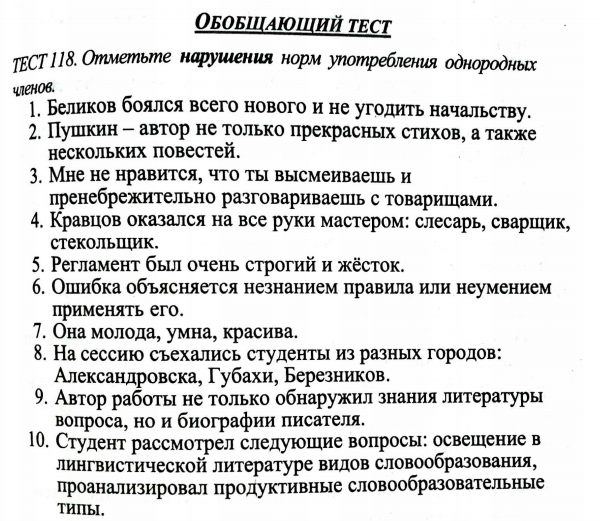 ОБОБЩАЮЩИЙ ТЕСТ
ТЕСТ 118. Отметьте нарушения норм употребления однородных
членов.
1. Беликов боялся всего нового и не угодить начальству.
2. Пушкин – автор не только прекрасных стихов, а также
нескольких повестей.
3. Мне не нравится, что ты высмеиваешь и
пренебрежительно разговариваешь с товарищами.
4. Кравцов оказался на все руки мастером: слесарь, сварщик,
стекольщик.
5. Регламент был очень строгий и жёсток.
6. Ошибка объясняется незнанием правила или неумением
применять его.
7. Она молода, умна, красива.
8. На сессию съехались студенты из разных городов:
Александровска, Губахи, Березников.
9. Автор работы не только обнаружил знания литературы
вопроса, но и биографии писателя.
10. Студент рассмотрел следующие вопросы: освещение в
лингвистической литературе видов словообразования,
проанализировал продуктивные словообразовательные
типы.